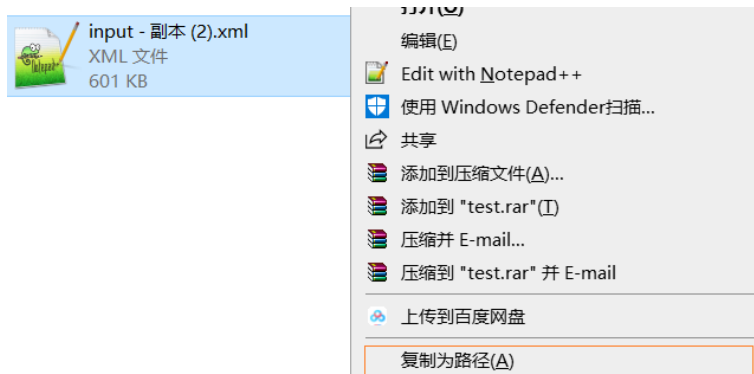 input - 副本 (2).xml
XML 文件
601 KB
打开(O)
编辑(E)
Edit with Notepad++
使用 Windows Defender扫描...
共享
添加到压缩文件(A)...
添加到 "test.rar"(T)
压缩并 E-mail...
压缩到 "test.rar" 并 E-mail
上传到百度网盘
复制为路径(A)